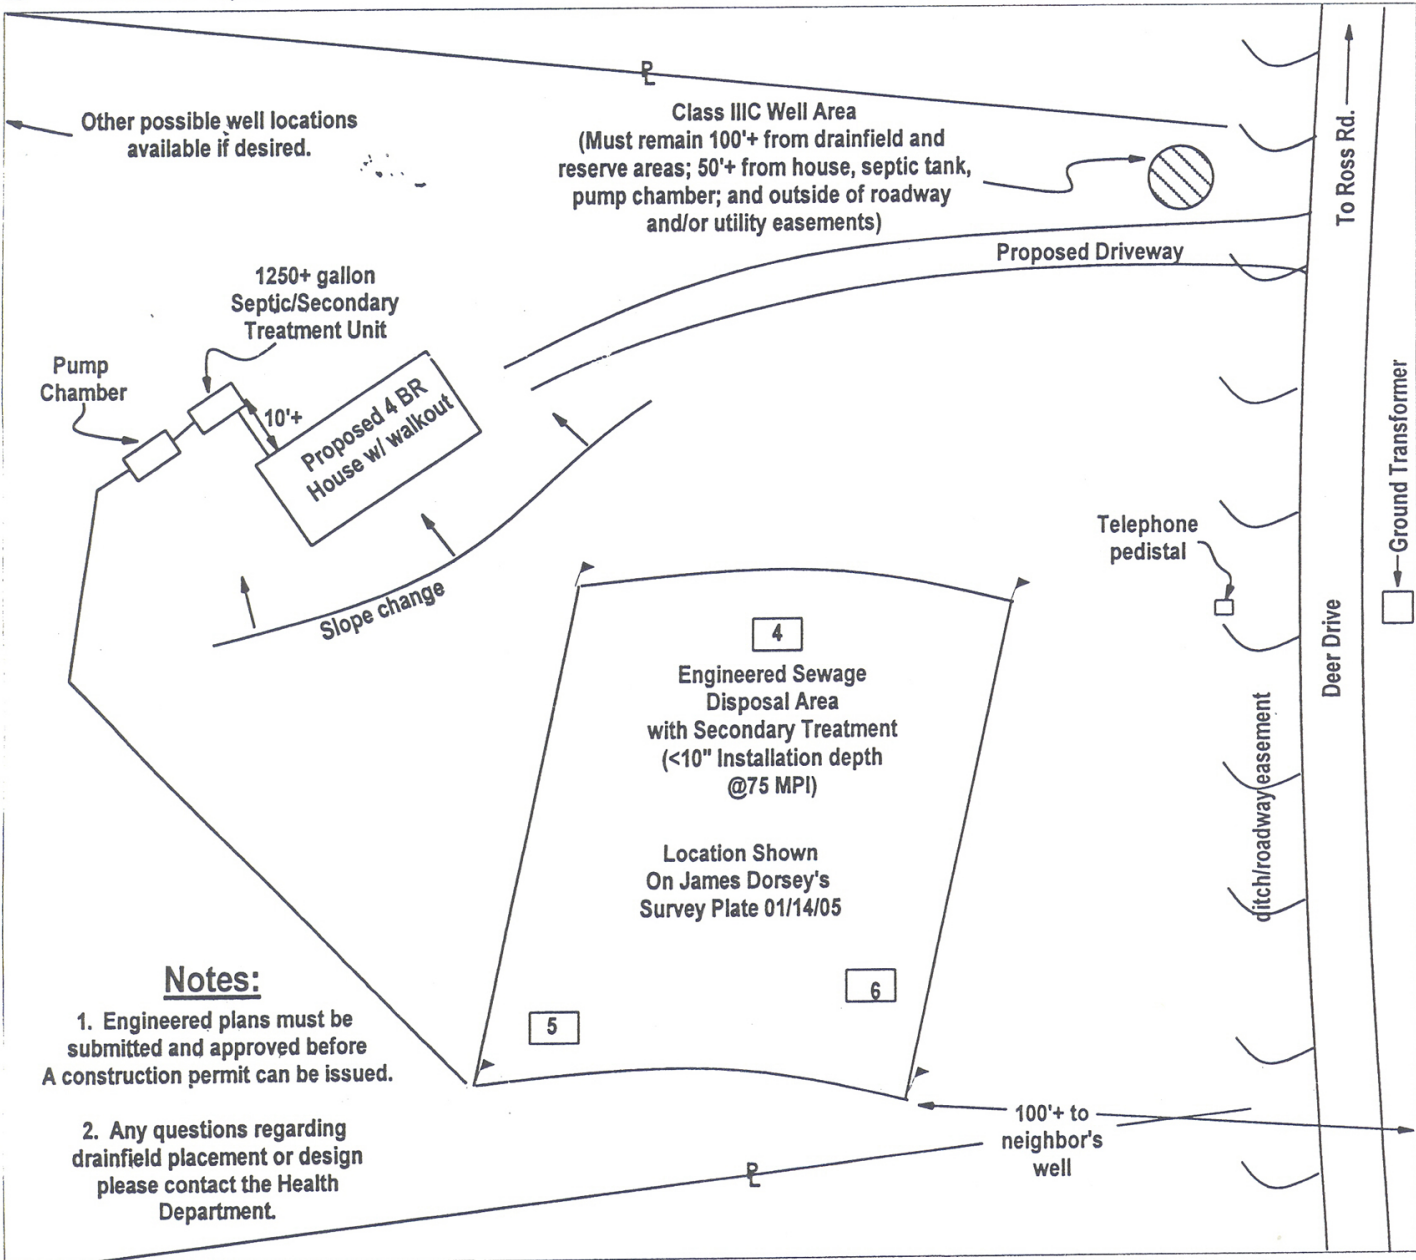 PL
Other possible well locations
available if desired.
Class IIIC Well Area
(Must remain 100'+ from drainfield and
reserve areas; 50'+ from house, septic tank,
pump chamber; and outside of roadway
and/or utility easements)
To Ross Rd.
Proposed Driveway
1250+ gallon
Septic/Secondary
Treatment Unit
Pump
Chamber
10'+
Proposed 4 BR
House w/ walkout
Slope change
Ground Transformer
Telephone
pedistal
Deer Drive
ditch/roadway easement
4
Engineered Sewage
Disposal Area
with Secondary Treatment
(<10" Installation depth
@75 MPI)
Location Shown
On James Dorsey's
Survey Plate 01/14/05
6
5
Notes:
1. Engineered plans must be
submitted and approved before
A construction permit can be issued.
2. Any questions regarding
drainfield placement or design
please contact the Health
Department.
100'+ to
neighbor's
well
PL